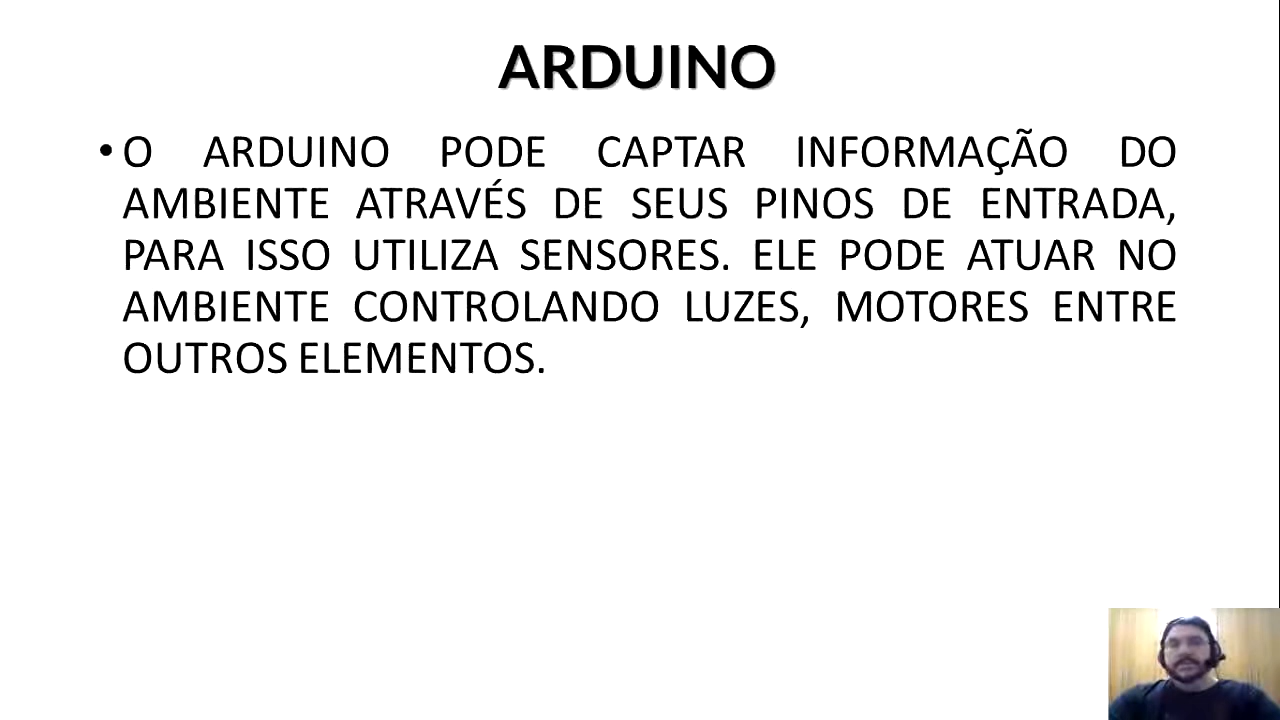 ARDUINO
• O ARDUINO PODE CAPTAR INFORMAÇÃO DO
AMBIENTE ATRAVÉS DE SEUS PINOS DE ENTRADA,
PARA ISSO UTILIZA SENSORES. ELE PODE ATUAR NO
AMBIENTE CONTROLANDO LUZES, MOTORES ENTRE
OUTROS ELEMENTOS.